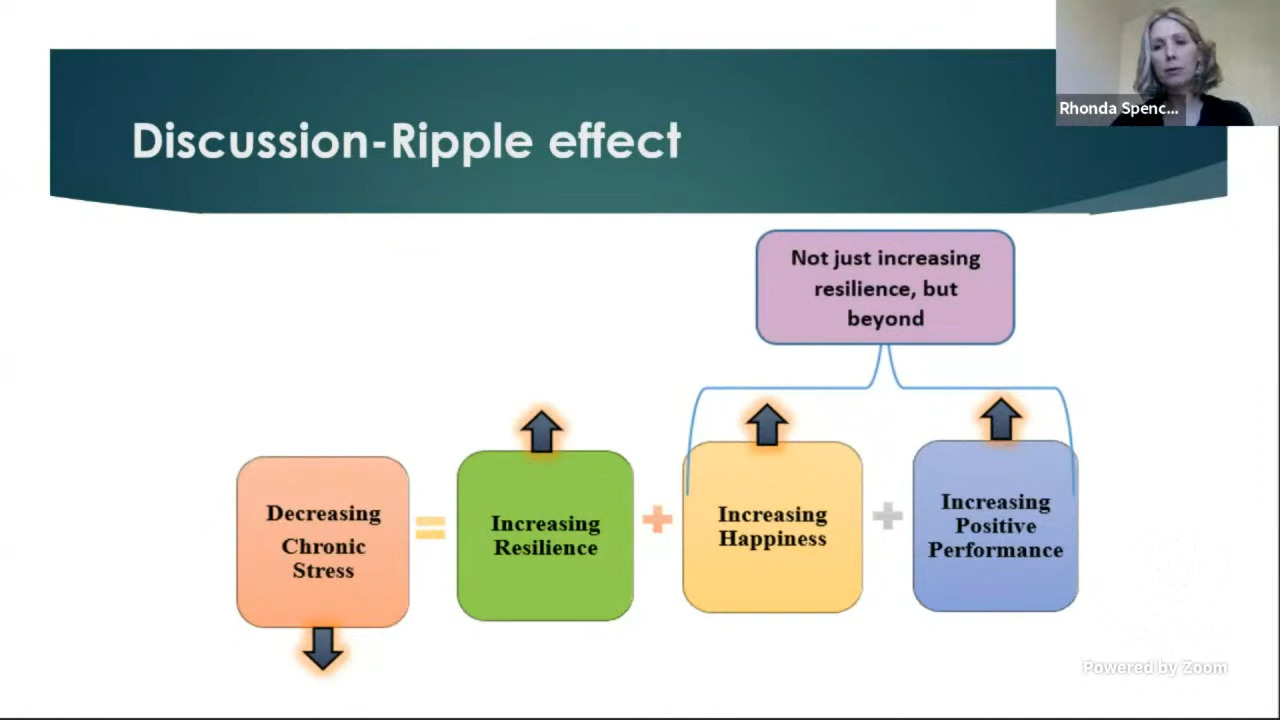 Rhonda Spenc...
Discussion-Ripple effect
Not just increasing
resilience, but
beyond
Decreasing
Chronic
Stress
=
Increasing
Resilience
+
Increasing
Happiness
+
Increasing
Positive
Performance
Powered by Zoom